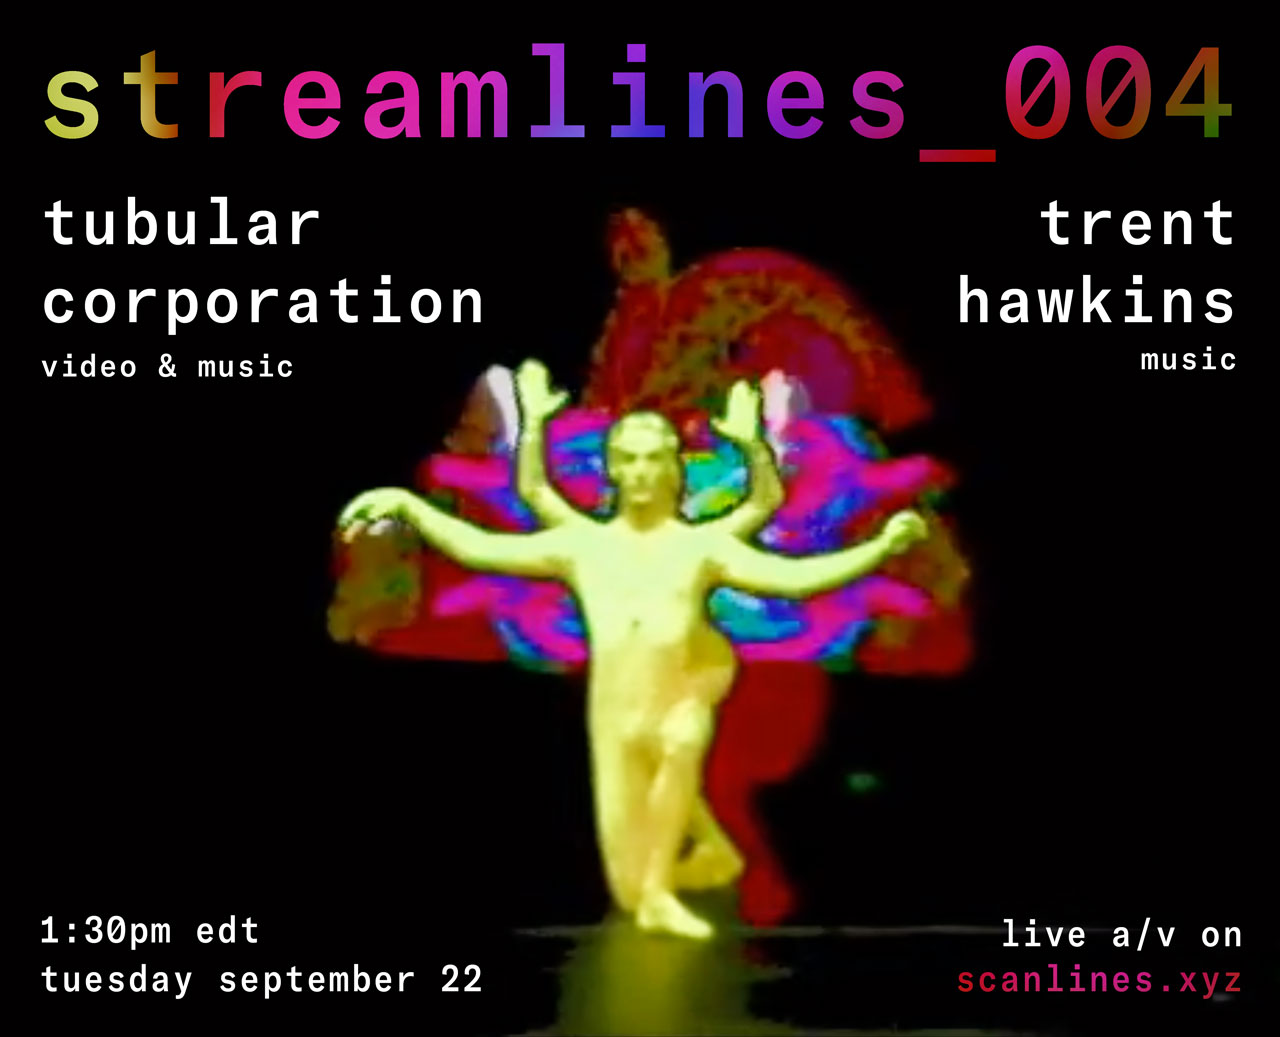 streamlines_004
tubular
corporation
video & music
trent
hawkins
music
1:30pm edt
tuesday september 22
live a/v on
scanlines.xyz